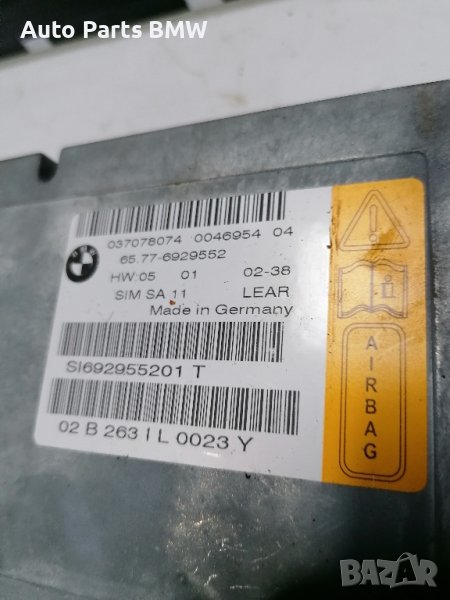 Auto Parts BMW
037078074 0046954 04
65.77-6929552
HW:05 01 02-38
SIM SA 11 LEAR
Made in Germany
SI692955201 T
02 B 263 I L 0023 Y
AIRBAG
BAZAR